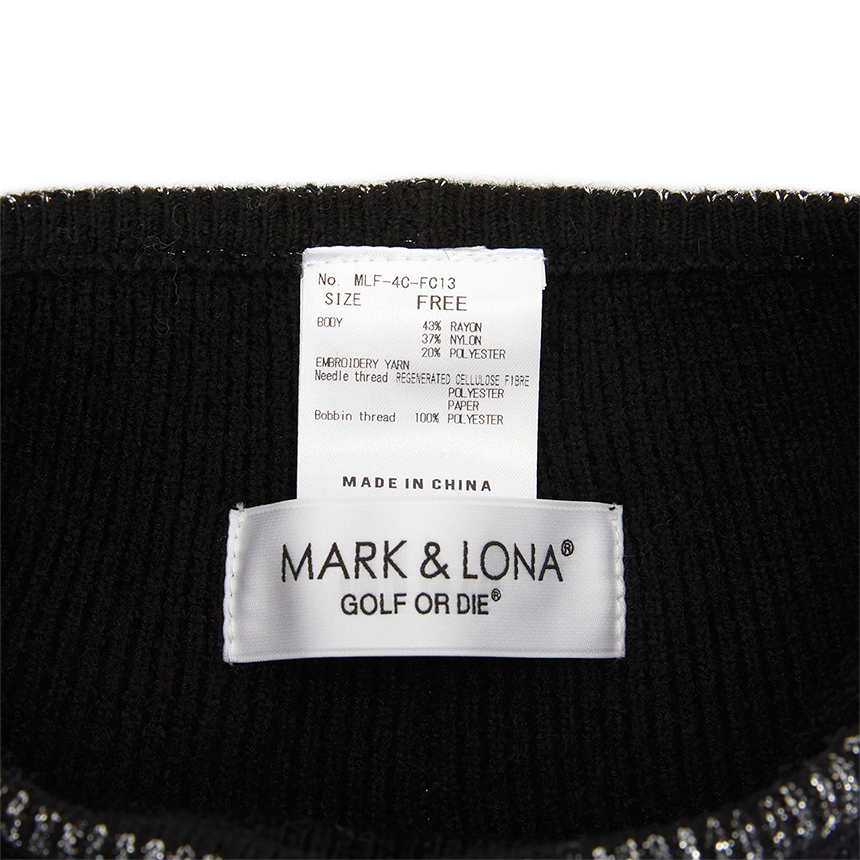 No. MLF-4C-FC13
SIZE FREE
BODY 43% RAYON
37% NYLON
20% POLYESTER
EMBROIDERY YARN
Needle thread REGENERATED CELLULOSE FIBRE
POLYESTER
PAPER
Bobbin thread 100% POLYESTER
MADE IN CHINA
MARK & LONA®
GOLF OR DIE®